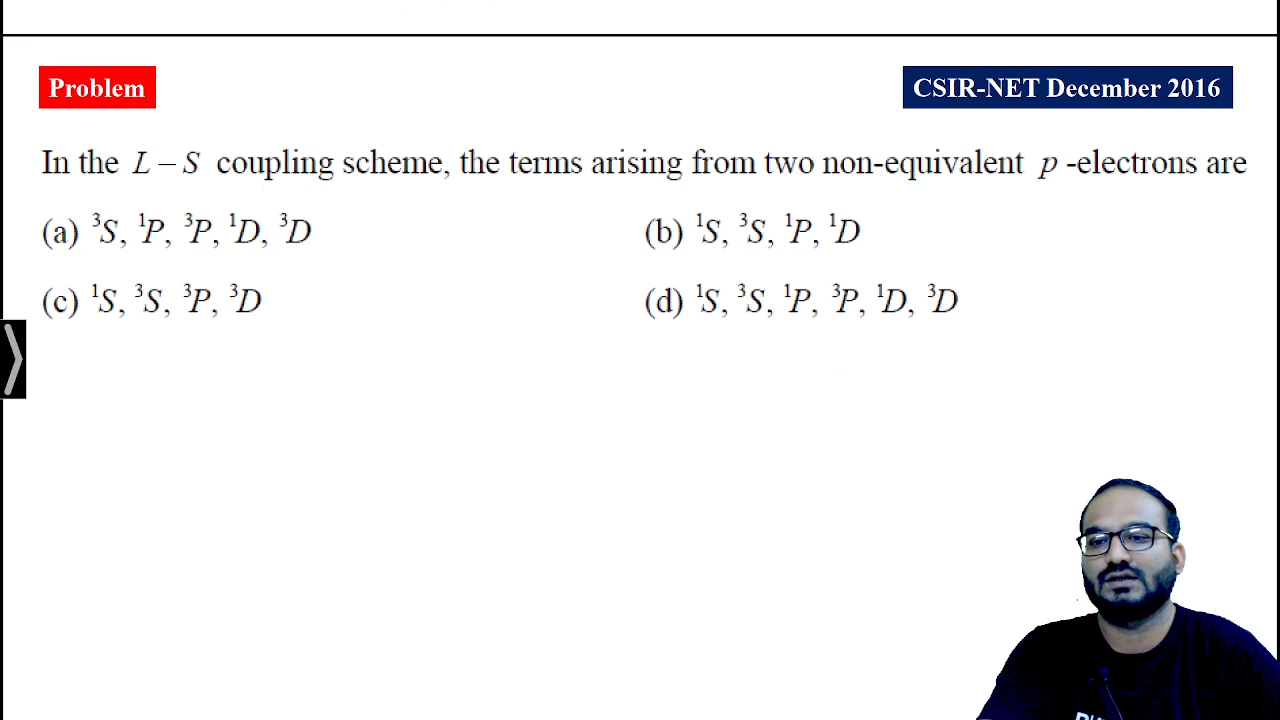 Problem
CSIR-NET December 2016
In the L – S coupling scheme, the terms arising from two non-equivalent p -electrons are
(a) ³S, ¹P, ³P, ¹D, ³D
(b) ¹S, ³S, ¹P, ¹D
(c) ¹S, ³S, ³P, ³D
(d) ¹S, ³S, ¹P, ³P, ¹D, ³D